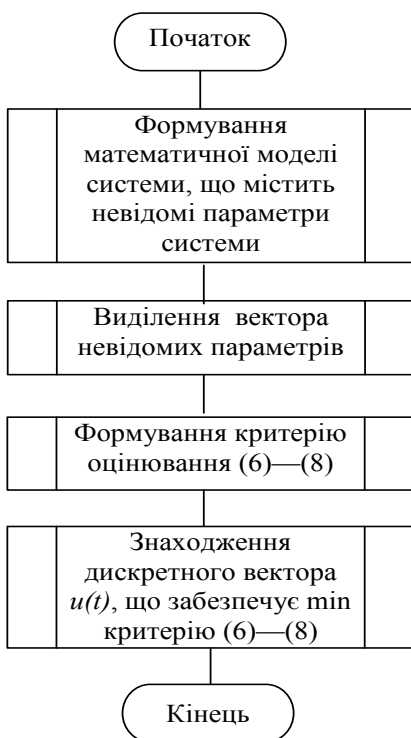 Початок
Формування
математичної моделі
системи, що містить
невідомі параметри
системи
Виділення вектора
невідомих параметрів
Формування критерію
оцінювання (6)—(8)
Знаходження
дискретного вектора
u(t), що забезпечує min
критерію (6)—(8)
Кінець